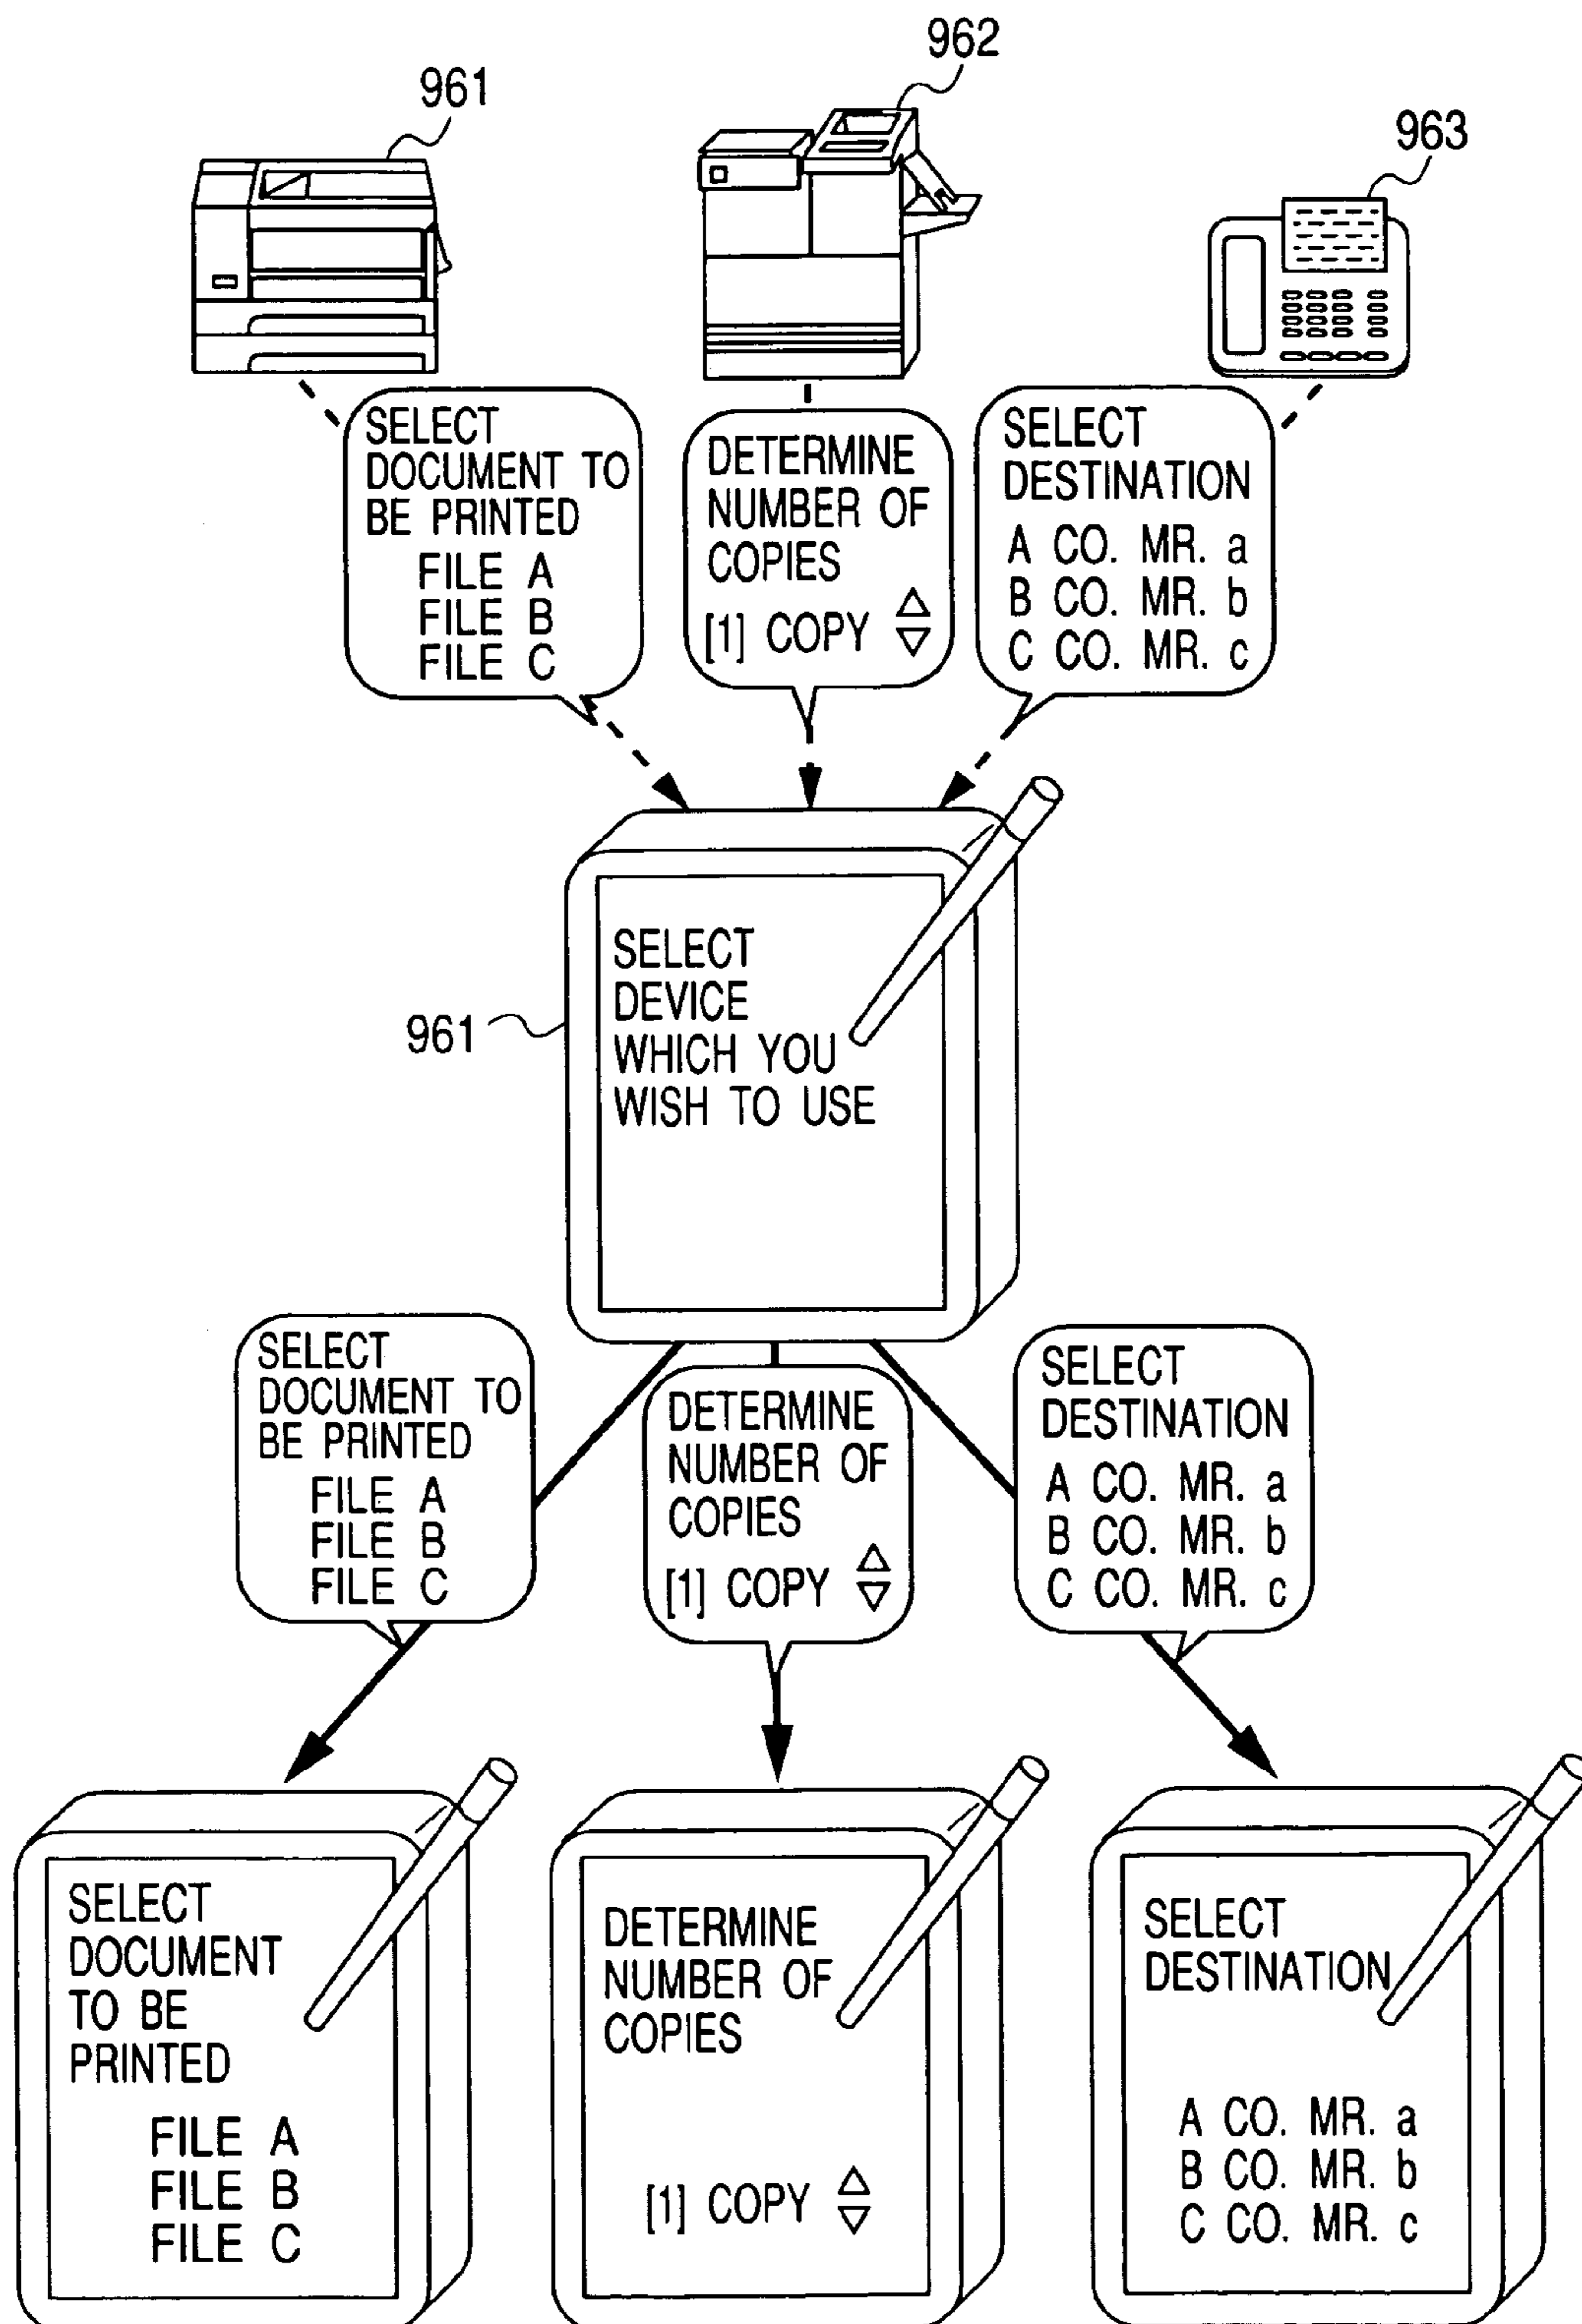 961
962
963
SELECT
DOCUMENT TO
BE PRINTED
FILE A
FILE B
FILE C
DETERMINE
NUMBER OF
COPIES
[1] COPY
SELECT
DESTINATION
A CO. MR. a
B CO. MR. b
C CO. MR. c
SELECT
DEVICE
WHICH YOU
WISH TO USE
961
SELECT
DOCUMENT TO
BE PRINTED
FILE A
FILE B
FILE C
DETERMINE
NUMBER OF
COPIES
[1] COPY
SELECT
DESTINATION
A CO. MR. a
B CO. MR. b
C CO. MR. c
SELECT
DOCUMENT
TO BE
PRINTED
FILE A
FILE B
FILE C
DETERMINE
NUMBER OF
COPIES
[1] COPY
SELECT
DESTINATION
A CO. MR. a
B CO. MR. b
C CO. MR. c